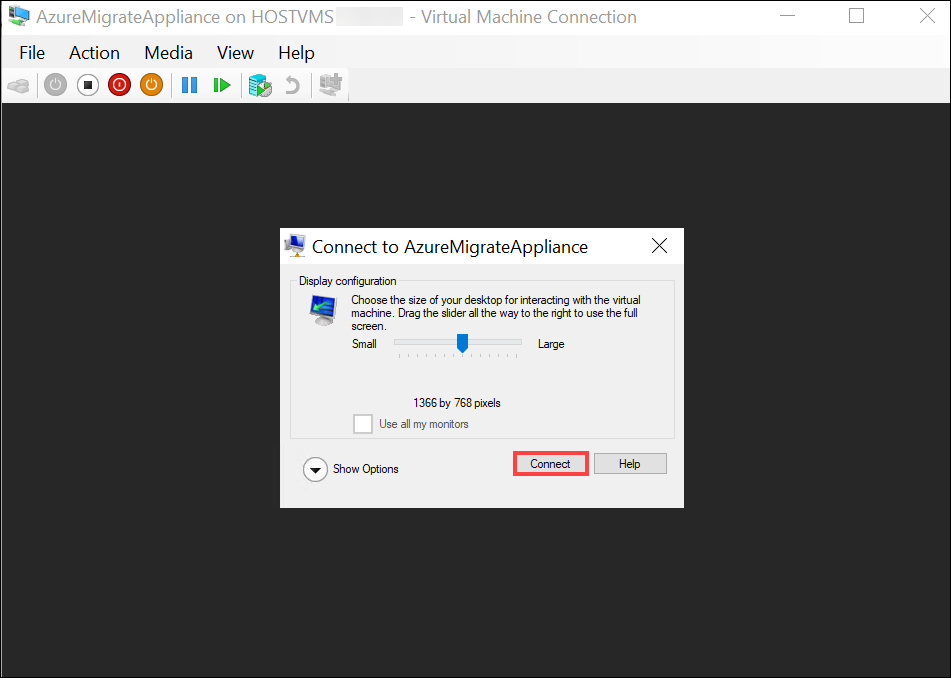 AzureMigrateAppliance on HOSTVMS - Virtual Machine Connection
File Action Media View Help
Connect to AzureMigrateAppliance
Display configuration
Choose the size of your desktop for interacting with the virtual
machine. Drag the slider all the way to the right to use the full
screen.
Small Large
1366 by 768 pixels
Use all my monitors
Show Options Connect Help